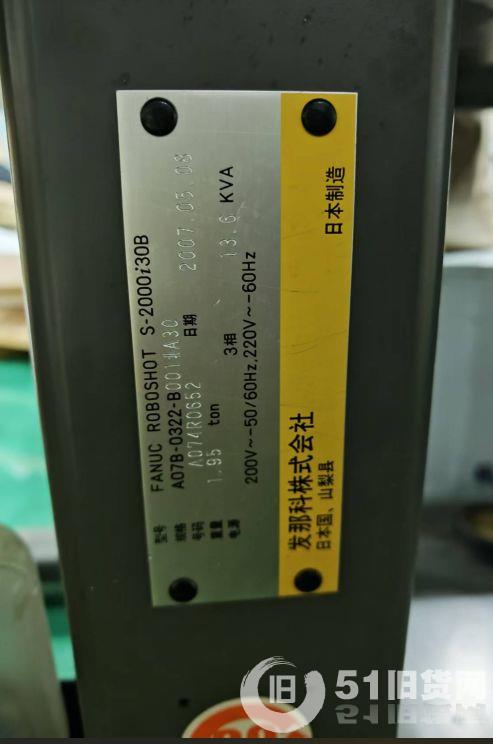 型号 FANUC ROBOSHOT S-2000i30B
规格 A07B-0322-B001#A30
号码 A074R0652 日期 2007.05.08
重量 1.95 ton
电源 3相 13.6 KVA
200V~-50/60Hz,220V~-60Hz
发那科株式会社 日本制造
日本国、山梨县
旧 51旧货网